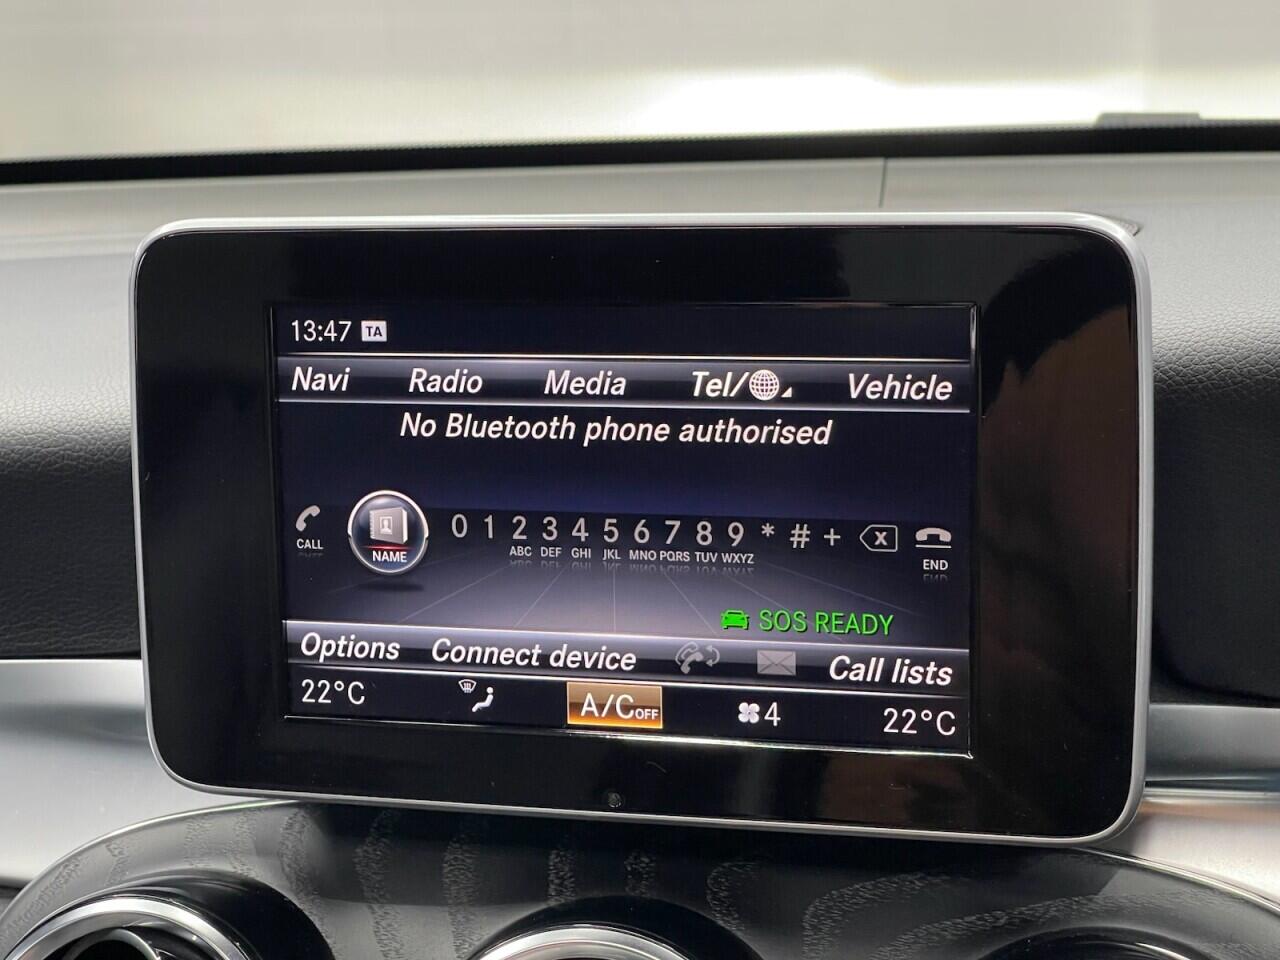 13:47 TA
Navi Radio Media Tel/ Vehicle
No Bluetooth phone authorised
CALL NAME 0 1 2 3 4 5 6 7 8 9 * # + X END
ABC DEF GHI JKL MNO PQRS TUV WXYZ
SOS READY
Options Connect device Call lists
22°C A/C OFF 4 22°C